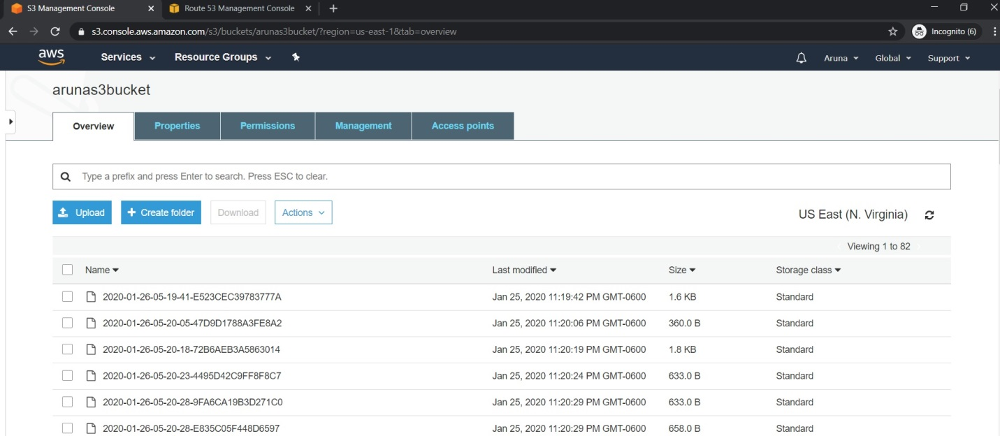 S3 Management Console
Route 53 Management Console
s3.console.aws.amazon.com/s3/buckets/arunas3bucket/?region=us-east-1&tab=overview
Incognito (6)
aws Services Resource Groups Aruna Global Support
arunas3bucket
Overview Properties Permissions Management Access points
Type a prefix and press Enter to search. Press ESC to clear.
Upload Create folder Download Actions US East (N. Virginia)
Viewing 1 to 82
Name Last modified Size Storage class
2020-01-26-05-19-41-E523CEC39783777A Jan 25, 2020 11:19:42 PM GMT-0600 1.6 KB Standard
2020-01-26-05-20-05-47D9D1788A3FE8A2 Jan 25, 2020 11:20:06 PM GMT-0600 360.0 B Standard
2020-01-26-05-20-18-72B6AEB3A5863014 Jan 25, 2020 11:20:19 PM GMT-0600 1.8 KB Standard
2020-01-26-05-20-23-4495D42C9FF8F8C7 Jan 25, 2020 11:20:24 PM GMT-0600 633.0 B Standard
2020-01-26-05-20-28-9FA6CA19B3D271C0 Jan 25, 2020 11:20:29 PM GMT-0600 633.0 B Standard
2020-01-26-05-20-28-E835C05F448D6597 Jan 25, 2020 11:20:29 PM GMT-0600 658.0 B Standard